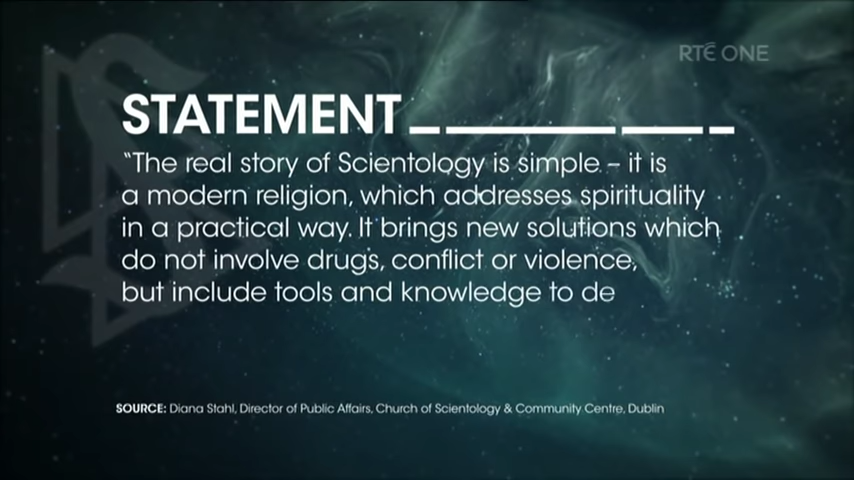 RTÉ ONE
STATEMENT
“The real story of Scientology is simple – it is
a modern religion, which addresses spirituality
in a practical way. It brings new solutions which
do not involve drugs, conflict or violence,
but include tools and knowledge to de
SOURCE: Diana Stahl, Director of Public Affairs, Church of Scientology & Community Centre, Dublin